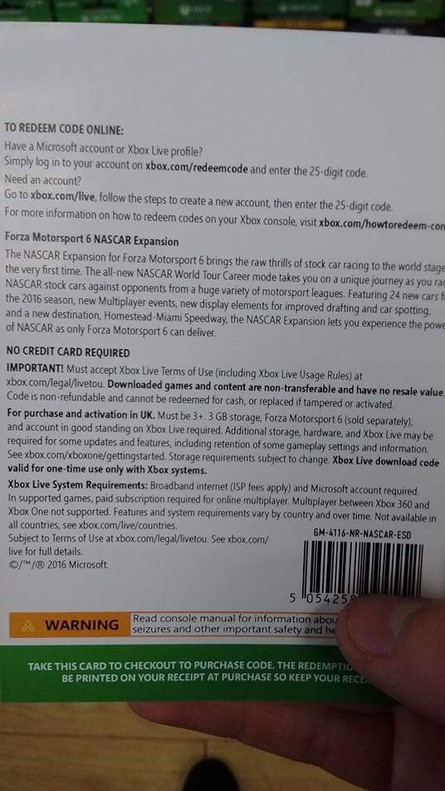 TO REDEEM CODE ONLINE:
Have a Microsoft account or Xbox Live profile?
Simply log in to your account on xbox.com/redeemcode and enter the 25-digit code.
Need an account?
Go to xbox.com/live, follow the steps to create a new account, then enter the 25-digit code.
For more information on how to redeem codes on your Xbox console, visit xbox.com/howtoredeem-con
Forza Motorsport 6 NASCAR Expansion
The NASCAR Expansion for Forza Motorsport 6 brings the raw thrills of stock car racing to the world stage
the very first time. The all-new NASCAR World Tour Career mode takes you on a unique journey as you rac
NASCAR stock cars against opponents from a huge variety of motorsport leagues. Featuring 24 new cars f
the 2016 season, new Multiplayer events, new display elements for improved drafting and car spotting,
and a new destination, Homestead-Miami Speedway, the NASCAR Expansion lets you experience the powe
of NASCAR as only Forza Motorsport 6 can deliver.
NO CREDIT CARD REQUIRED
IMPORTANT! Must accept Xbox Live Terms of Use (including Xbox Live Usage Rules) at
xbox.com/legal/livetou. Downloaded games and content are non-transferable and have no resale value.
Code is non-refundable and cannot be redeemed for cash, or replaced if tampered or activated.
For purchase and activation in UK. Must be 3+. 3 GB storage, Forza Motorsport 6 (sold separately),
and account in good standing on Xbox Live required. Additional storage, hardware, and Xbox Live may be
required for some updates and features, including retention of some gameplay settings and information.
See xbox.com/xboxone/gettingstarted. Storage requirements subject to change. Xbox Live download code
valid for one-time use only with Xbox systems.
Xbox Live System Requirements: Broadband internet (ISP fees apply) and Microsoft account required.
In supported games, paid subscription required for online multiplayer. Multiplayer between Xbox 360 and
Xbox One not supported. Features and system requirements vary by country and over time. Not available in
all countries, see xbox.com/live/countries.
Subject to Terms of Use at xbox.com/legal/livetou. See xbox.com/
live for full details.
©/™/® 2016 Microsoft.
GM-4116-NR-NASCAR-ESD
5 05425
WARNING
Read console manual for information abou
seizures and other important safety and he
TAKE THIS CARD TO CHECKOUT TO PURCHASE CODE. THE REDEMPTIO
BE PRINTED ON YOUR RECEIPT AT PURCHASE SO KEEP YOUR RECE